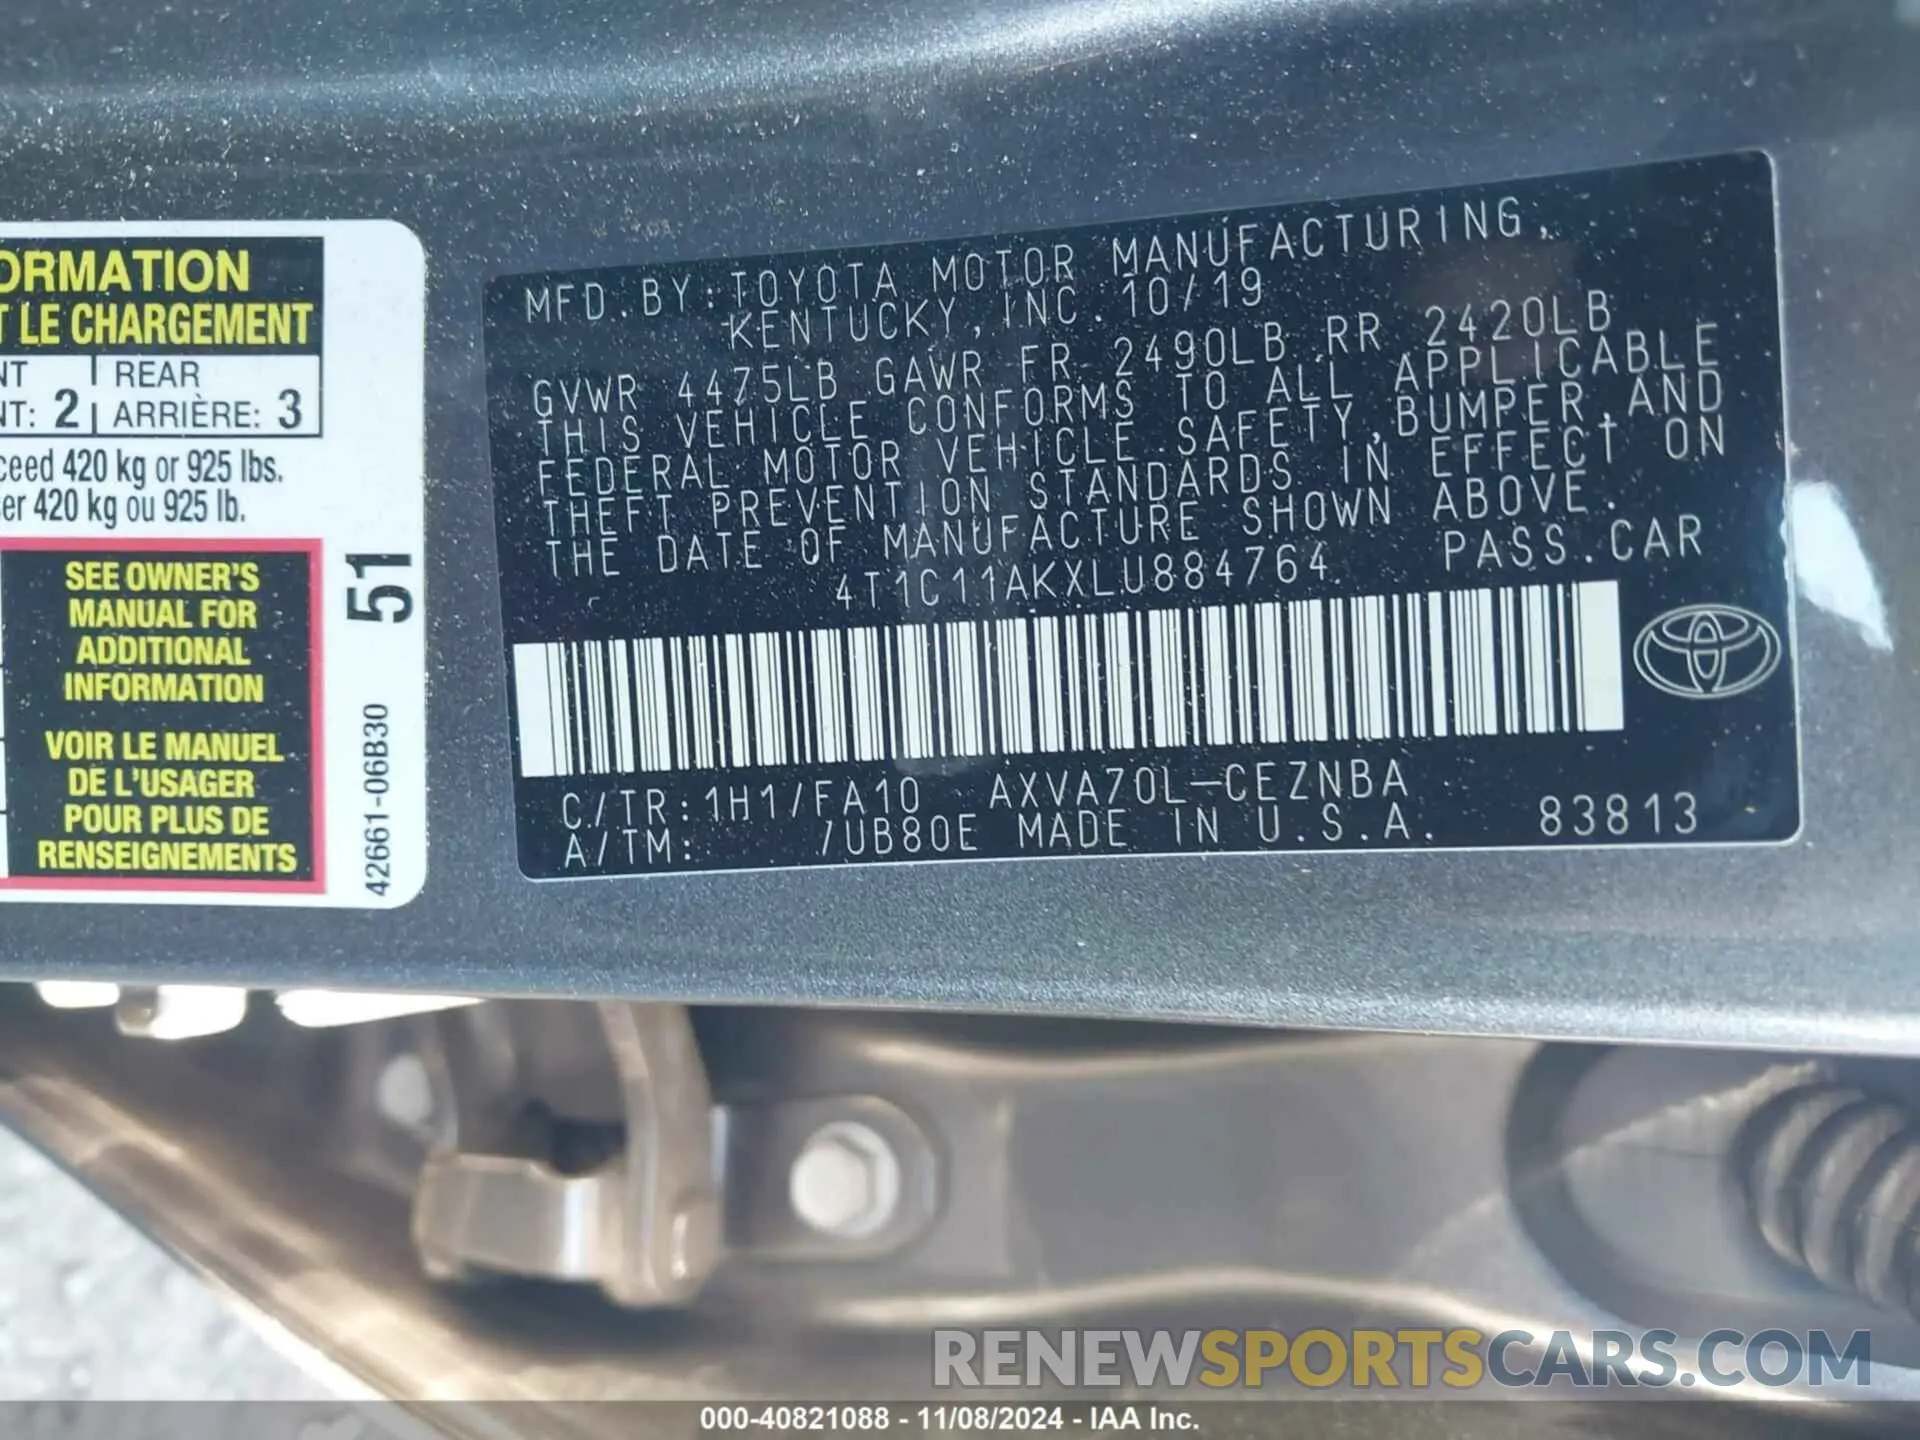 ORMATION
T LE CHARGEMENT
NT
REAR
NT: 2
ARRIÈRE: 3
ceed 420 kg or 925 lbs.
er 420 kg ou 925 lb.
SEE OWNER'S
MANUAL FOR
ADDITIONAL
INFORMATION
VOIR LE MANUEL
DE L'USAGER
POUR PLUS DE
RENSEIGNEMENTS
51
42661-06B30
MFD.BY:TOYOTA MOTOR MANUFACTURING,
KENTUCKY,INC.10/19
GVWR 4475LB GAWR FR 2490LB RR 2420LB
THIS VEHICLE CONFORMS TO ALL APPLICABLE
FEDERAL MOTOR VEHICLE SAFETY,BUMPER,AND
THEFT PREVENTION STANDARDS IN EFFECT ON
THE DATE OF MANUFACTURE SHOWN ABOVE.
4T1C11AKXLU884764 PASS.CAR
C/TR:1H1/FA10 AXVA70L-CEZNBA
A/TM: /UB80E MADE IN U.S.A. 83813
RENEWSPORTSCARS.COM
000-40821088 - 11/08/2024 - IAA Inc.